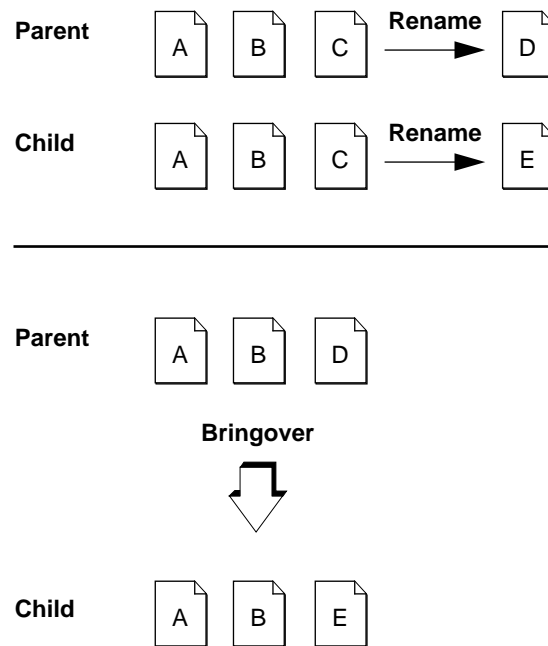 Parent A B C Rename D
Child A B C Rename E
Parent A B D
Bringover
Child A B E